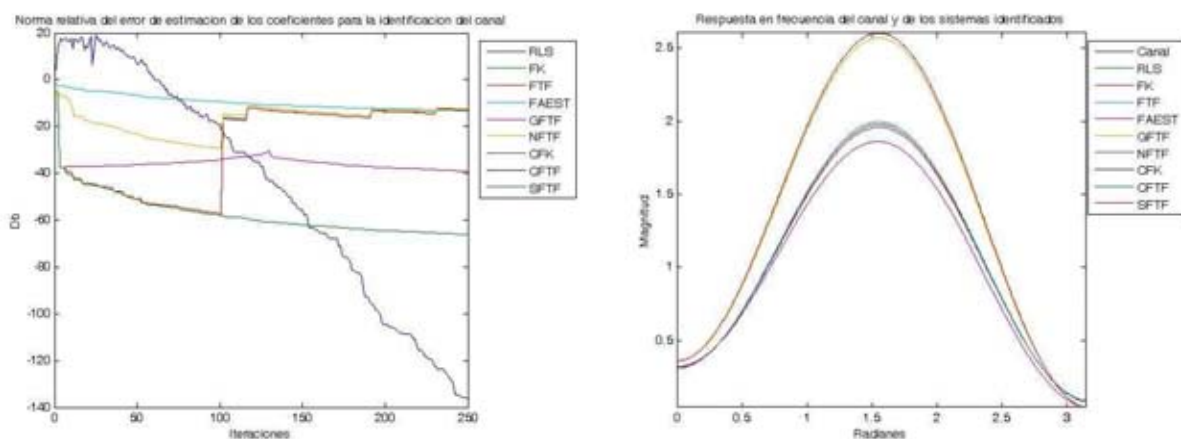 Norma relativa del error de estimacion de los coeficientes para la identificacion del canal
20
0
-20
-40
-60
-80
-100
-120
-140
Db
0
50
100
150
200
250
Iteraciones
RLS
FK
FTF
FAEST
GFTF
NFTF
CFK
CFTF
SFTF
Respuesta en frecuencia del canal y de los sistemas identificados
2.5
2
1.5
1
0.5
Magnitud
0
0.5
1
1.5
2
2.5
3
Radianes
Canal
RLS
FK
FTF
FAEST
GFTF
NFTF
CFK
CFTF
SFTF